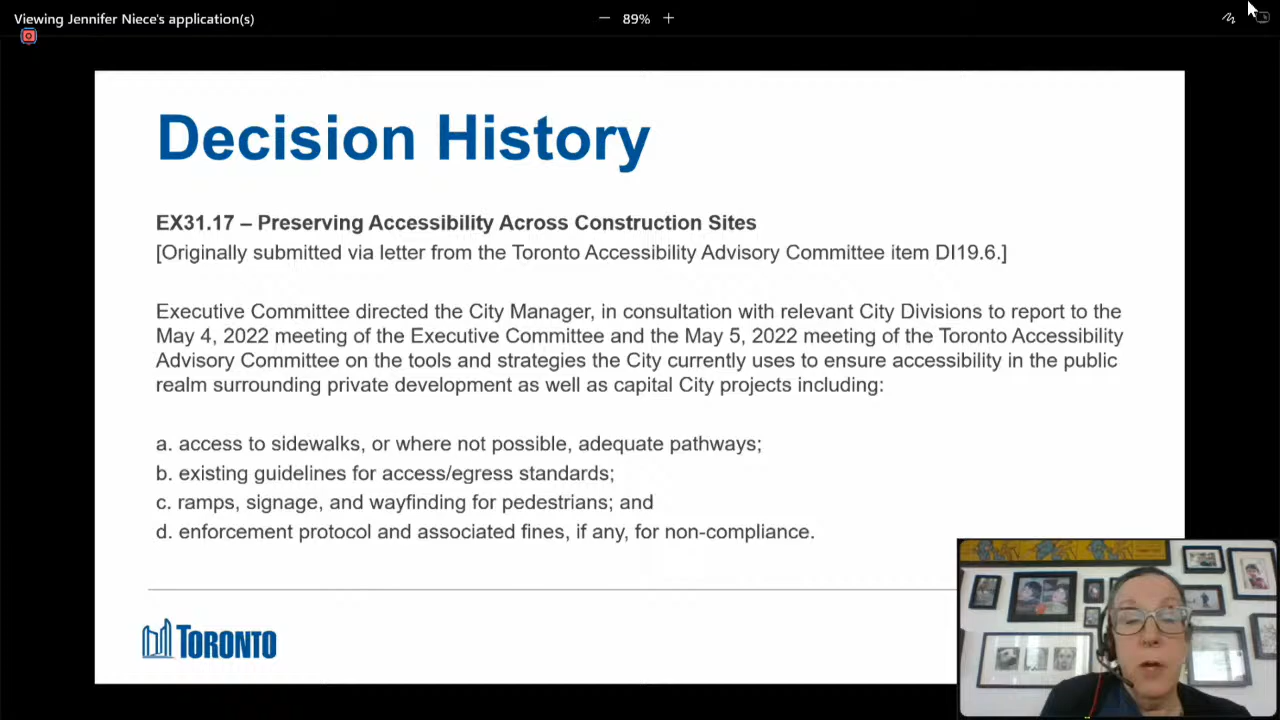 Viewing Jennifer Niece's application(s)
89%
Decision History
EX31.17 – Preserving Accessibility Across Construction Sites
[Originally submitted via letter from the Toronto Accessibility Advisory Committee item DI19.6.]
Executive Committee directed the City Manager, in consultation with relevant City Divisions to report to the
May 4, 2022 meeting of the Executive Committee and the May 5, 2022 meeting of the Toronto Accessibility
Advisory Committee on the tools and strategies the City currently uses to ensure accessibility in the public
realm surrounding private development as well as capital City projects including:
a. access to sidewalks, or where not possible, adequate pathways;
b. existing guidelines for access/egress standards;
c. ramps, signage, and wayfinding for pedestrians; and
d. enforcement protocol and associated fines, if any, for non-compliance.
TORONTO